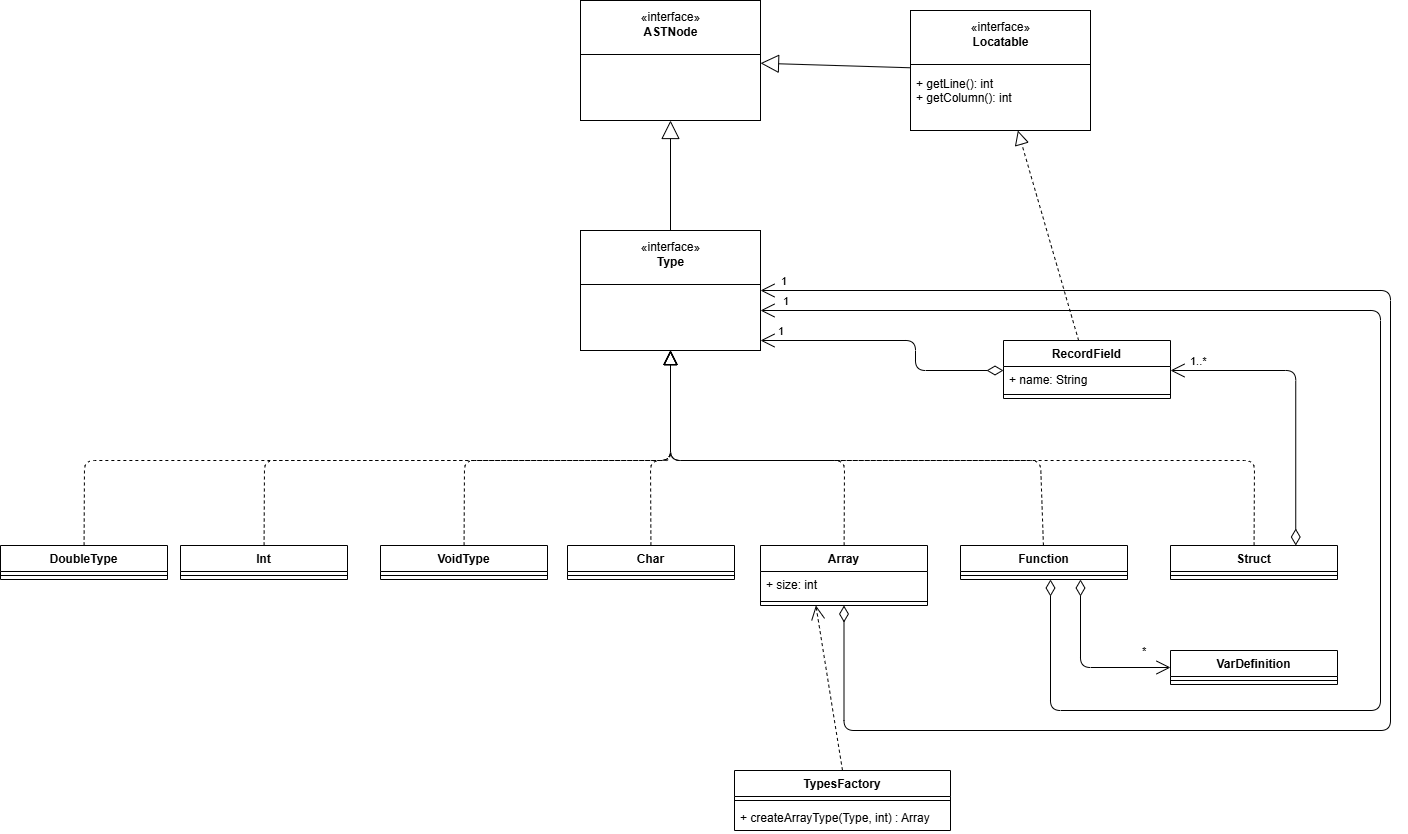 «interface»
ASTNode
«interface»
Locatable
+ getLine(): int
+ getColumn(): int
«interface»
Type
1
1
1
RecordField
+ name: String
1..*
DoubleType
Int
VoidType
Char
Array
+ size: int
Function
Struct
*
VarDefinition
TypesFactory
+ createArrayType(Type, int) : Array